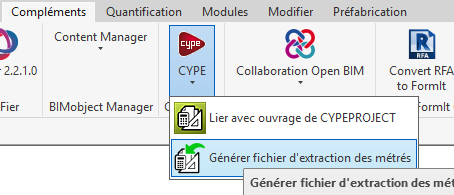 Compléments Quantification Modules Modifier Préfabrication
Content Manager
r 2.2.1.0
CYPE
CYPE
Collaboration Open BIM
RFA
Convert RFA
to FormIt
Fier
BIMobject Manager
FormIt C
Lier avec ouvrage de CYPEPROJECT
Générer fichier d'extraction des métrés
Générer fichier d'extraction des mét